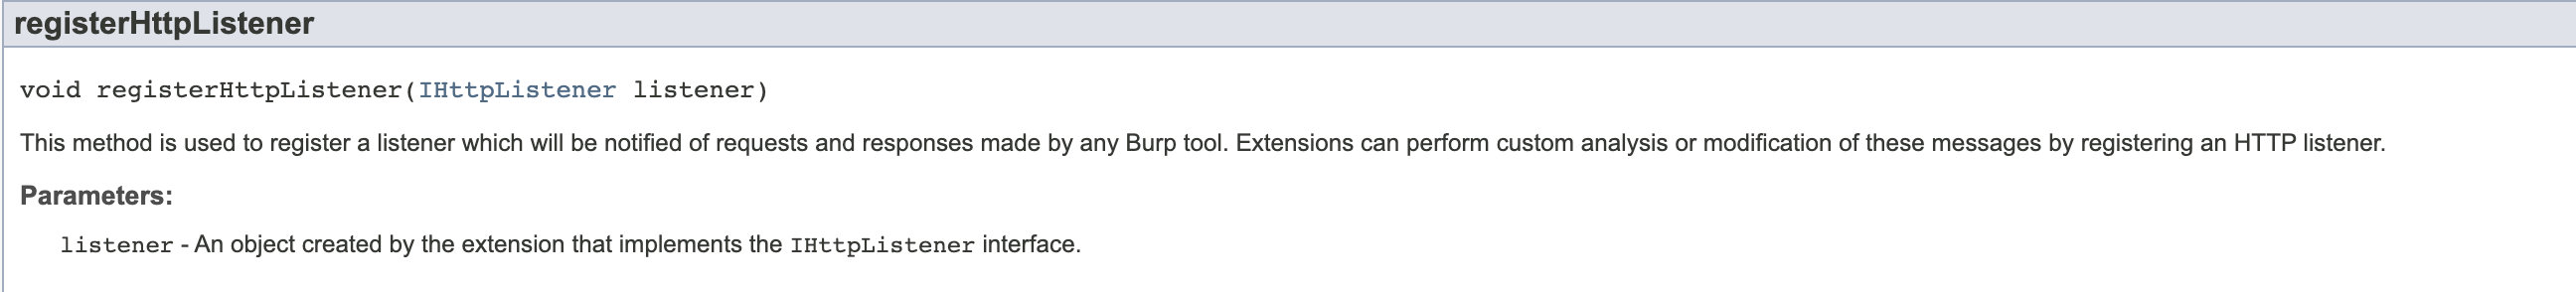 registerHttpListener
void registerHttpListener(IHttpListener listener)
This method is used to register a listener which will be notified of requests and responses made by any Burp tool. Extensions can perform custom analysis or modification of these messages by registering an HTTP listener.
Parameters:
listener - An object created by the extension that implements the IHttpListener interface.